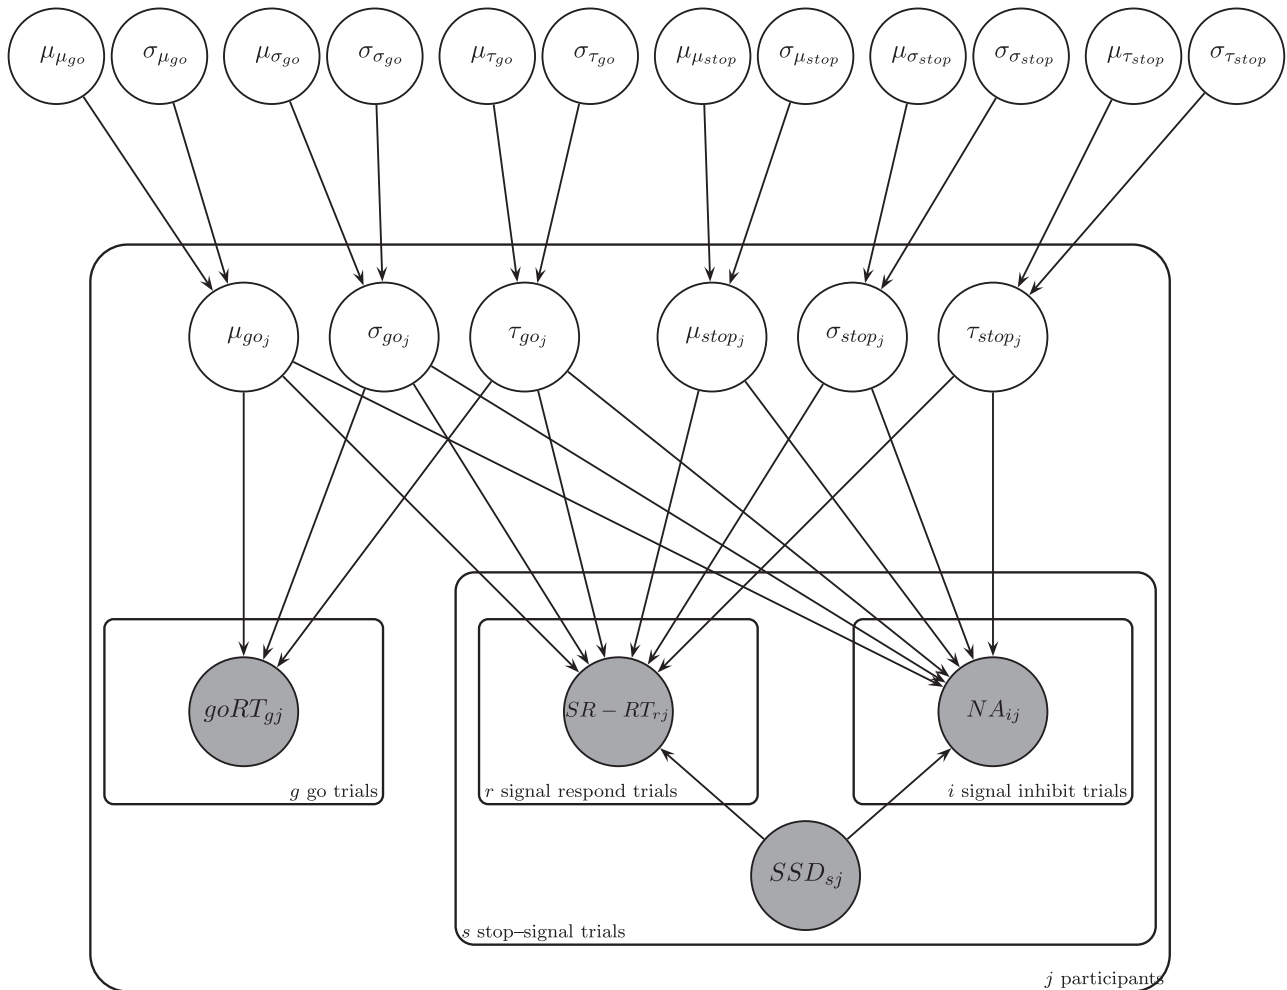 μ_{μ_{go}} σ_{μ_{go}} μ_{σ_{go}} σ_{σ_{go}} μ_{τ_{go}} σ_{τ_{go}} μ_{μ_{stop}} σ_{μ_{stop}} μ_{σ_{stop}} σ_{σ_{stop}} μ_{τ_{stop}} σ_{τ_{stop}}
μ_{go_j} σ_{go_j} τ_{go_j} μ_{stop_j} σ_{stop_j} τ_{stop_j}
goRT_{gj} SR − RT_{rj} NA_{ij}
g go trials r signal respond trials i signal inhibit trials
SSD_{sj}
s stop–signal trials
j participants